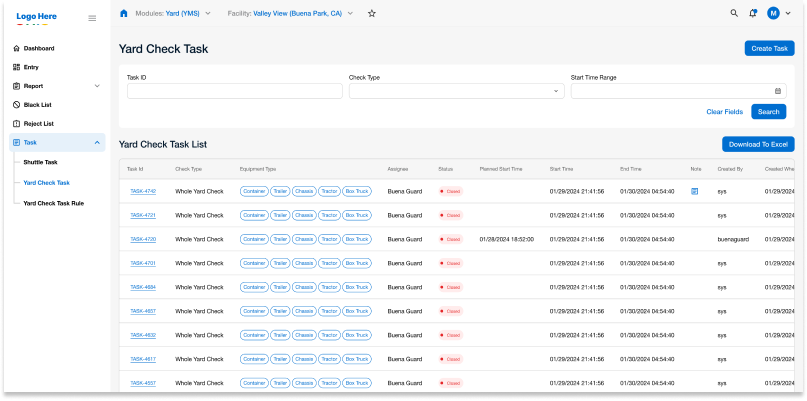 Logo Here
Modules: Yard (YMS)
Facility: Valley View (Buena Park, CA)
M
Dashboard
Entry
Report
Black List
Reject List
Task
Shuttle Task
Yard Check Task
Yard Check Task Rule
Yard Check Task
Create Task
Task ID
Check Type
Start Time Range
Clear Fields
Search
Yard Check Task List
Download To Excel
Task Id Check Type Equipment Type Assignee Status Planned Start Time Start Time End Time Note Created By Created Whe
TASK-4742 Whole Yard Check Container Trailer Chassis Tractor Box Truck Buena Guard Closed 01/29/2024 21:41:56 01/30/2024 04:54:40 sys 01/29/2024
TASK-4721 Whole Yard Check Container Trailer Chassis Tractor Box Truck Buena Guard Closed 01/29/2024 21:41:56 01/30/2024 04:54:40 sys 01/29/2024
TASK-4720 Whole Yard Check Container Trailer Chassis Tractor Box Truck Buena Guard Closed 01/28/2024 18:52:00 01/29/2024 21:41:56 01/30/2024 04:54:40 buenaguard 01/29/2024
TASK-4701 Whole Yard Check Container Trailer Chassis Tractor Box Truck Buena Guard Closed 01/29/2024 21:41:56 01/30/2024 04:54:40 sys 01/29/2024
TASK-4684 Whole Yard Check Container Trailer Chassis Tractor Box Truck Buena Guard Closed 01/29/2024 21:41:56 01/30/2024 04:54:40 sys 01/29/2024
TASK-4657 Whole Yard Check Container Trailer Chassis Tractor Box Truck Buena Guard Closed 01/29/2024 21:41:56 01/30/2024 04:54:40 sys 01/29/2024
TASK-4632 Whole Yard Check Container Trailer Chassis Tractor Box Truck Buena Guard Closed 01/29/2024 21:41:56 01/30/2024 04:54:40 sys 01/29/2024
TASK-4617 Whole Yard Check Container Trailer Chassis Tractor Box Truck Buena Guard Closed 01/29/2024 21:41:56 01/30/2024 04:54:40 sys 01/29/2024
TASK-4557 Whole Yard Check Container Trailer Chassis Tractor Box Truck Buena Guard Closed 01/29/2024 21:41:56 01/30/2024 04:54:40 sys 01/29/2024